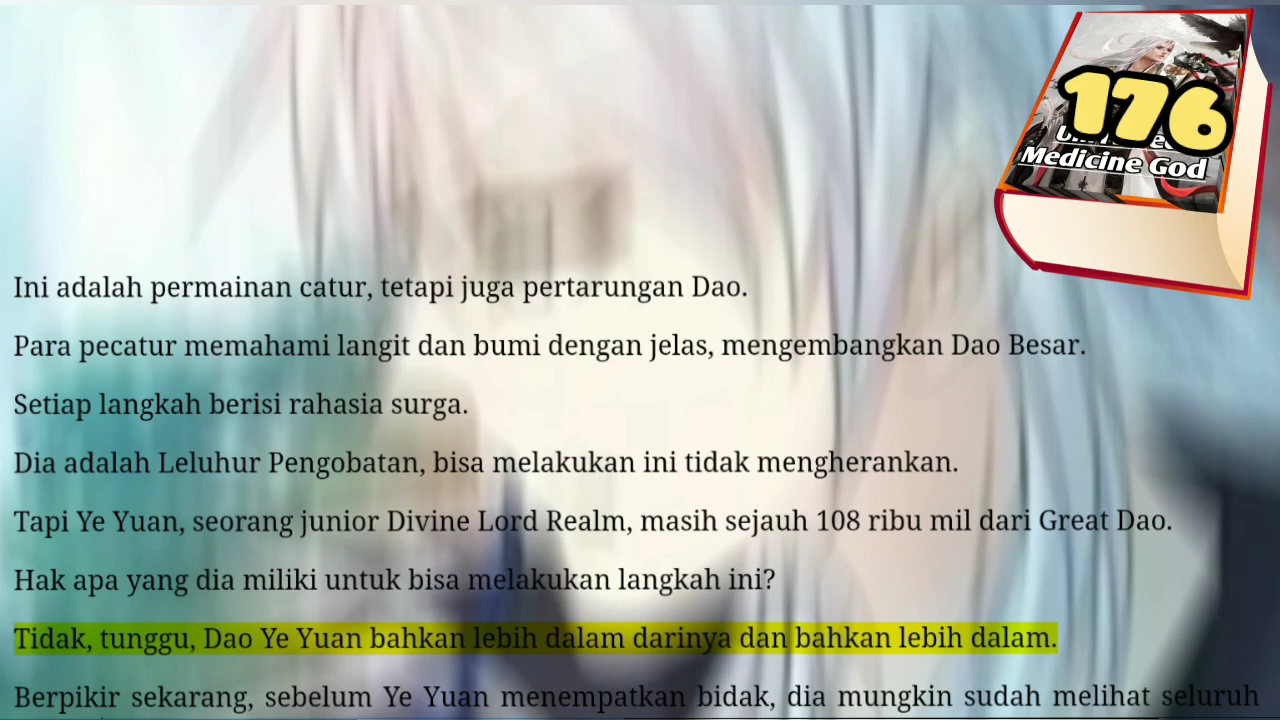 176
Medicine God
Ini adalah permainan catur, tetapi juga pertarungan Dao.
Para pecatur memahami langit dan bumi dengan jelas, mengembangkan Dao Besar.
Setiap langkah berisi rahasia surga.
Dia adalah Leluhur Pengobatan, bisa melakukan ini tidak mengherankan.
Tapi Ye Yuan, seorang junior Divine Lord Realm, masih sejauh 108 ribu mil dari Great Dao.
Hak apa yang dia miliki untuk bisa melakukan langkah ini?
Tidak, tunggu, Dao Ye Yuan bahkan lebih dalam darinya dan bahkan lebih dalam.
Berpikir sekarang, sebelum Ye Yuan menempatkan bidak, dia mungkin sudah melihat seluruh